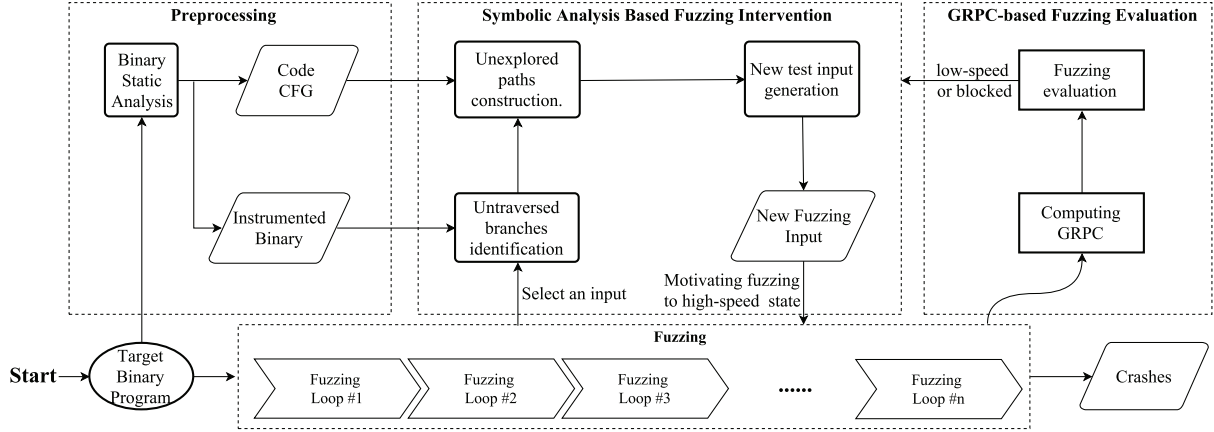 Preprocessing
Binary
Static
Analysis
Code
CFG
Instrumented
Binary
Symbolic Analysis Based Fuzzing Intervention
Unexplored
paths
construction.
New test input
generation
Untraversed
branches
identification
New Fuzzing
Input
Select an input
Motivating fuzzing
to high-speed state
GRPC-based Fuzzing Evaluation
low-speed
or blocked
Fuzzing
evaluation
Computing
GRPC
Start
Target
Binary
Program
Fuzzing
Fuzzing
Loop #1
Fuzzing
Loop #2
Fuzzing
Loop #3
......
Fuzzing
Loop #n
Crashes